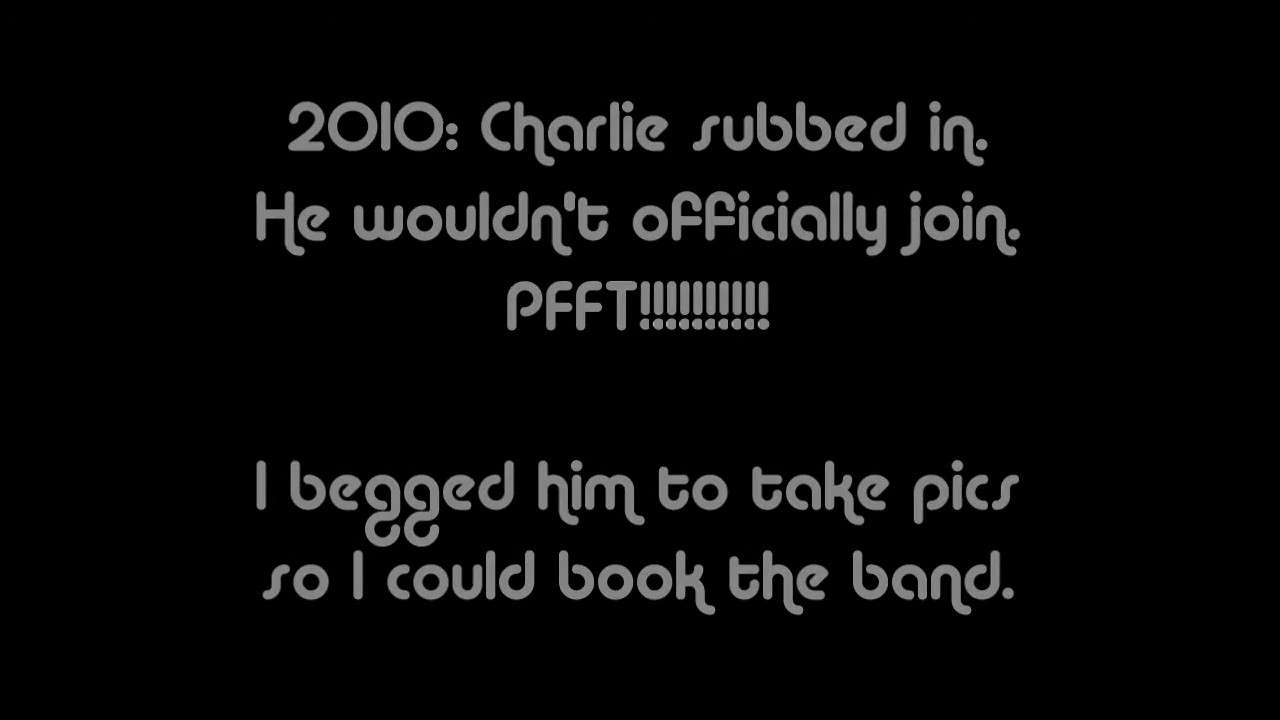 2010: Charlie subbed in.
He wouldn't officially join.
PFFT!!!!!!!!!!
I begged him to take pics
so I could book the band.